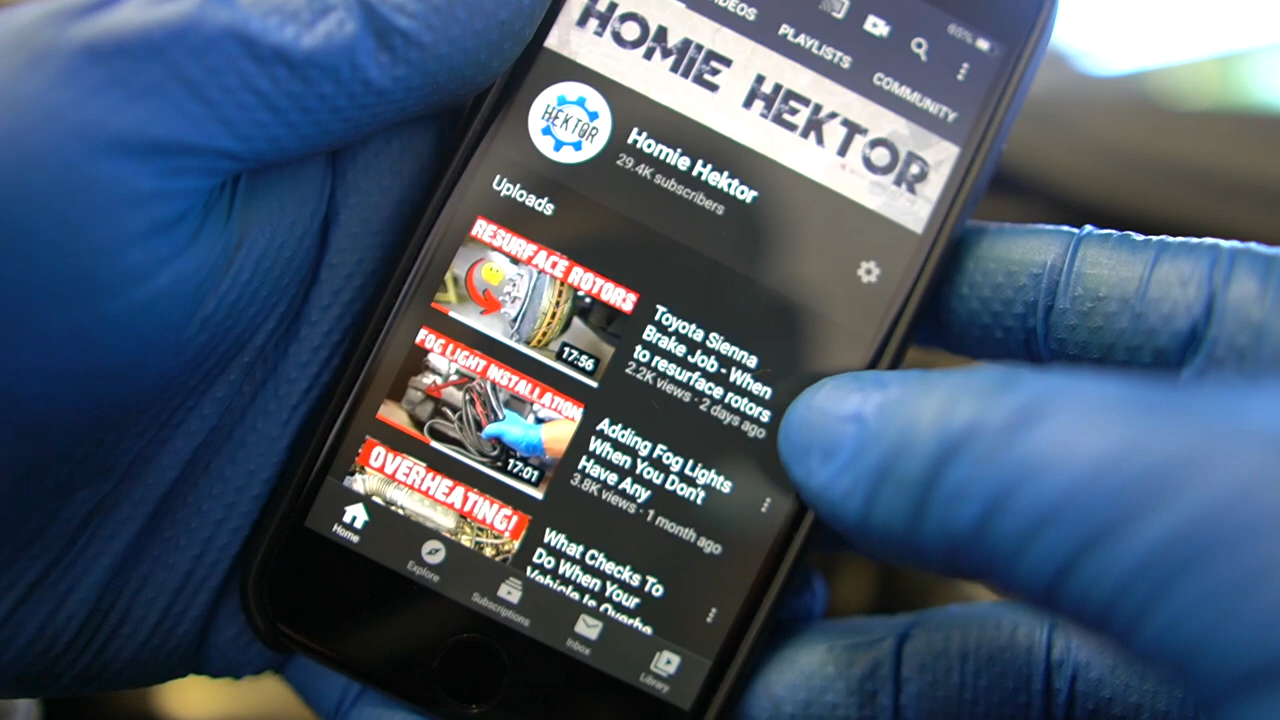 65%
VIDEOS
PLAYLISTS
COMMUNITY
HOMIE HEKTOR
HEKTOR
Homie Hektor
29.4K subscribers
Uploads
RESURFACE ROTORS
17:56
Toyota Sienna
Brake Job - When
to resurface rotors
2.2K views · 2 days ago
FOG LIGHT INSTALLATION
17:01
Adding Fog Lights
When You Don't
Have Any
3.8K views · 1 month ago
OVERHEATING!
What Checks To
Do When Your
Vehicle Is Overhe
Home
Explore
Subscriptions
Inbox
Library